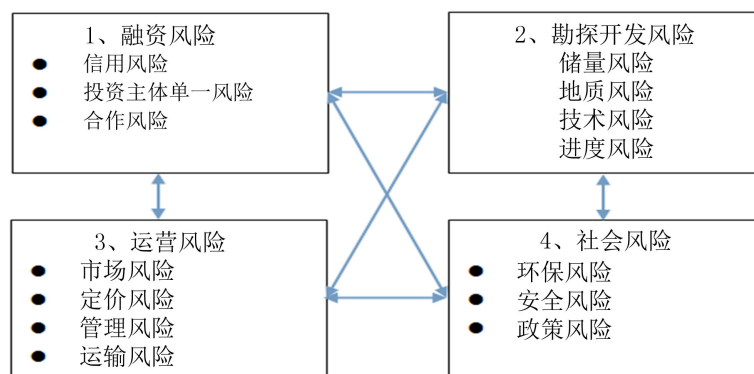 1、融资风险
● 信用风险
● 投资主体单一风险
● 合作风险
2、勘探开发风险
储量风险
地质风险
技术风险
进度风险
3、运营风险
● 市场风险
● 定价风险
● 管理风险
● 运输风险
4、社会风险
● 环保风险
● 安全风险
● 政策风险